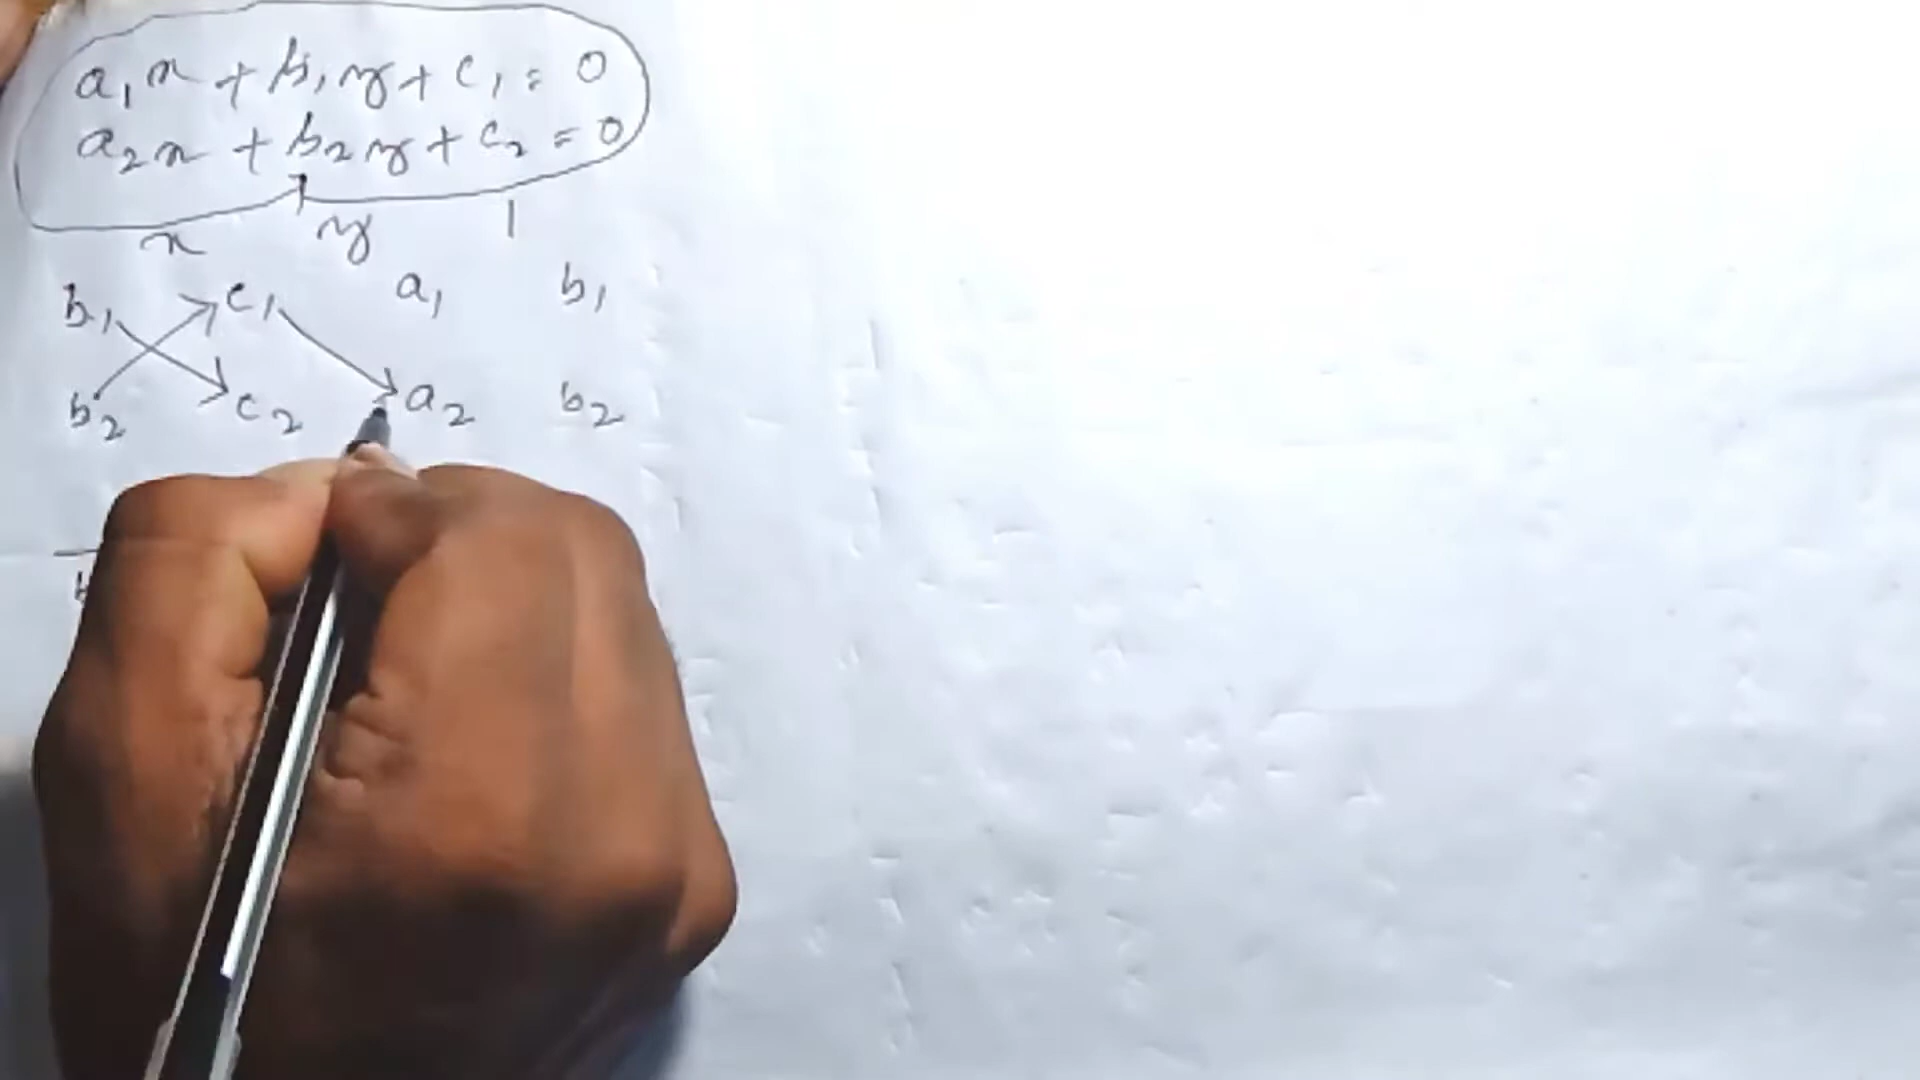 a₁x + b₁y + c₁ = 0
a₂x + b₂y + c₂ = 0
x y 1
b₁ c₁ a₁ b₁
b₂ c₂ a₂ b₂